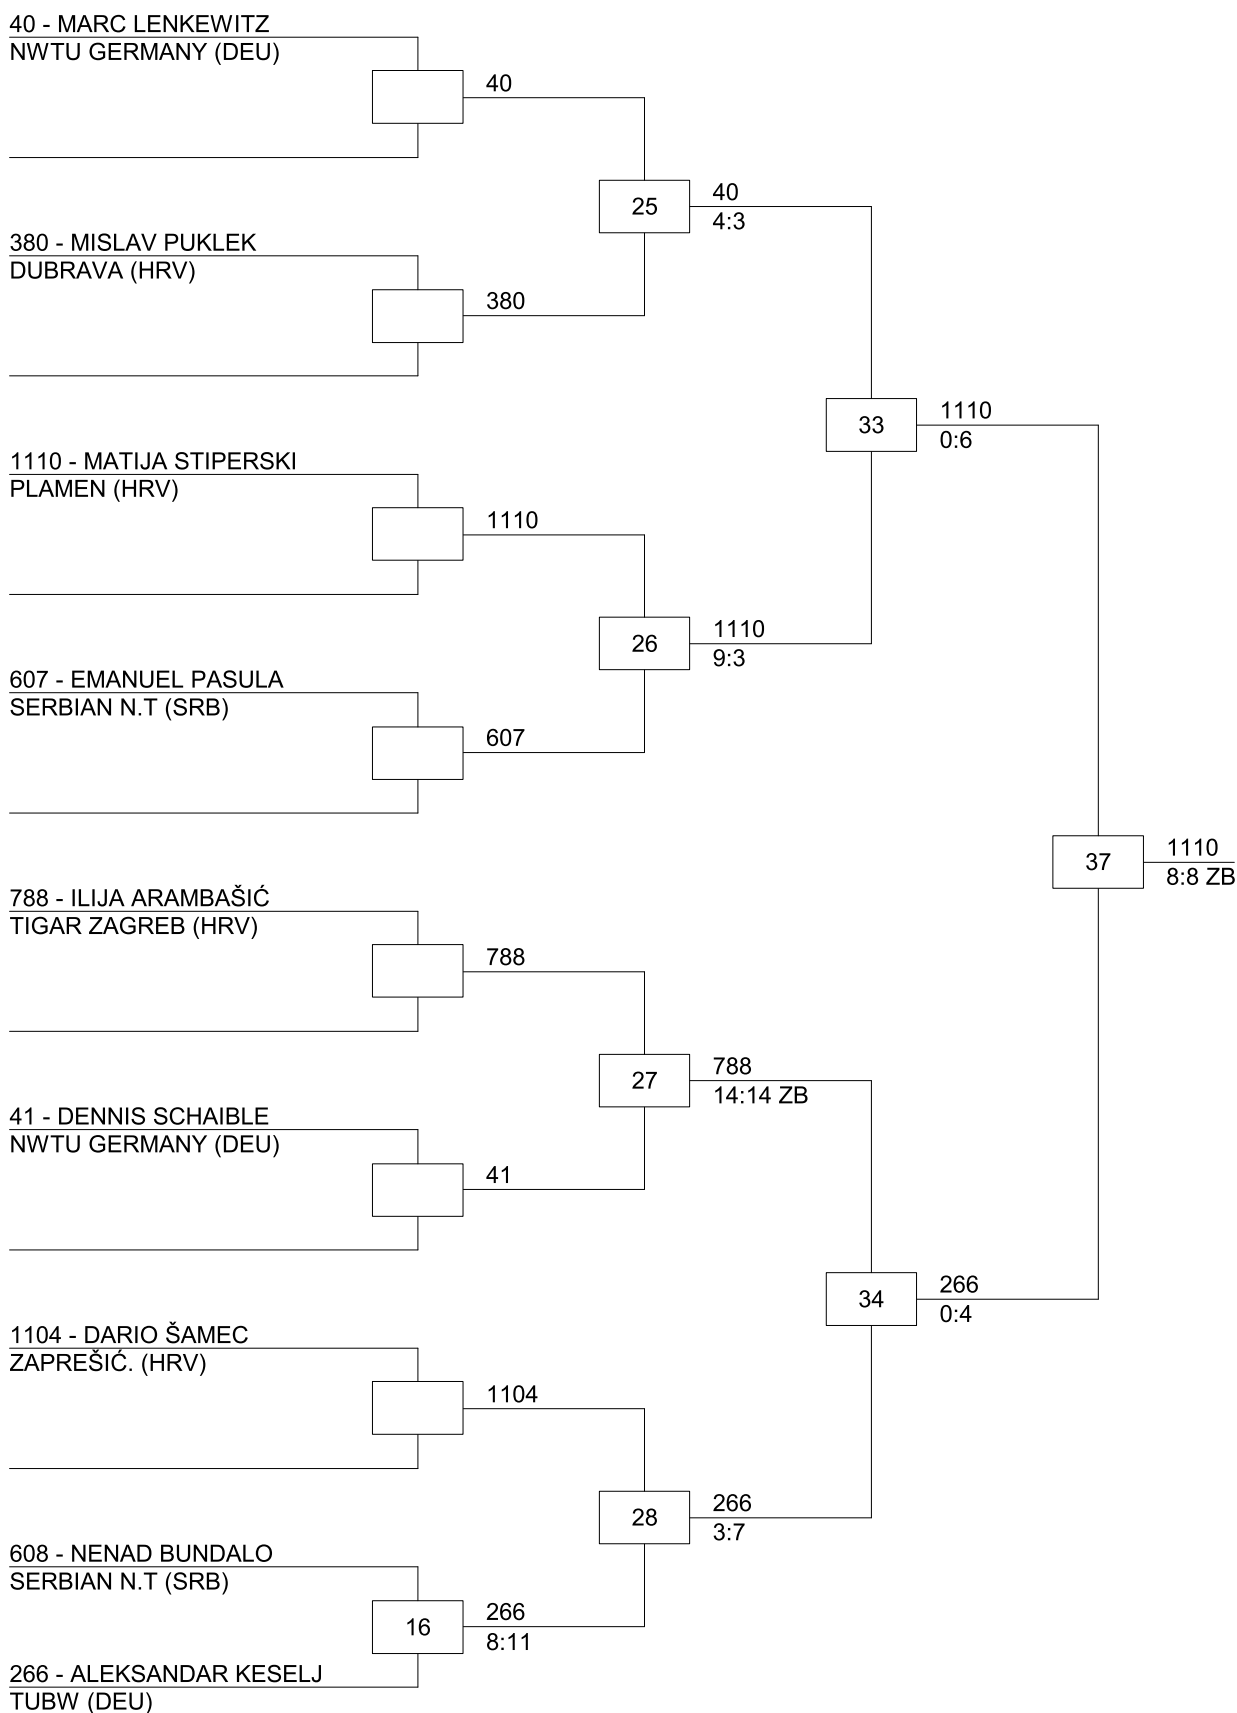 40 - MARC LENKEWITZ
NWTU GERMANY (DEU)
40
25
40
4:3
380 - MISLAV PUKLEK
DUBRAVA (HRV)
380
33
1110
0:6
1110 - MATIJA STIPERSKI
PLAMEN (HRV)
1110
26
1110
9:3
607 - EMANUEL PASULA
SERBIAN N.T (SRB)
607
37
1110
8:8 ZB
788 - ILIJA ARAMBAŠIĆ
TIGAR ZAGREB (HRV)
788
27
788
14:14 ZB
41 - DENNIS SCHAIBLE
NWTU GERMANY (DEU)
41
34
266
0:4
1104 - DARIO ŠAMEC
ZAPREŠIĆ. (HRV)
1104
28
266
3:7
608 - NENAD BUNDALO
SERBIAN N.T (SRB)
16
266
8:11
266 - ALEKSANDAR KESELJ
TUBW (DEU)